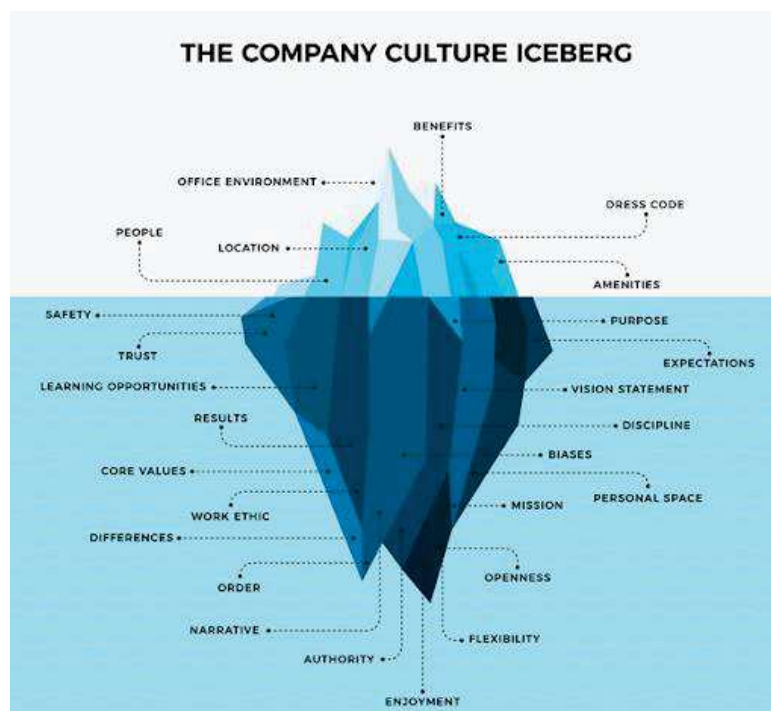 THE COMPANY CULTURE ICEBERG
BENEFITS
OFFICE ENVIRONMENT
DRESS CODE
PEOPLE
LOCATION
AMENITIES
SAFETY
PURPOSE
TRUST
EXPECTATIONS
LEARNING OPPORTUNITIES
VISION STATEMENT
RESULTS
DISCIPLINE
BIASES
CORE VALUES
PERSONAL SPACE
MISSION
WORK ETHIC
DIFFERENCES
OPENNESS
ORDER
NARRATIVE
FLEXIBILITY
AUTHORITY
ENJOYMENT